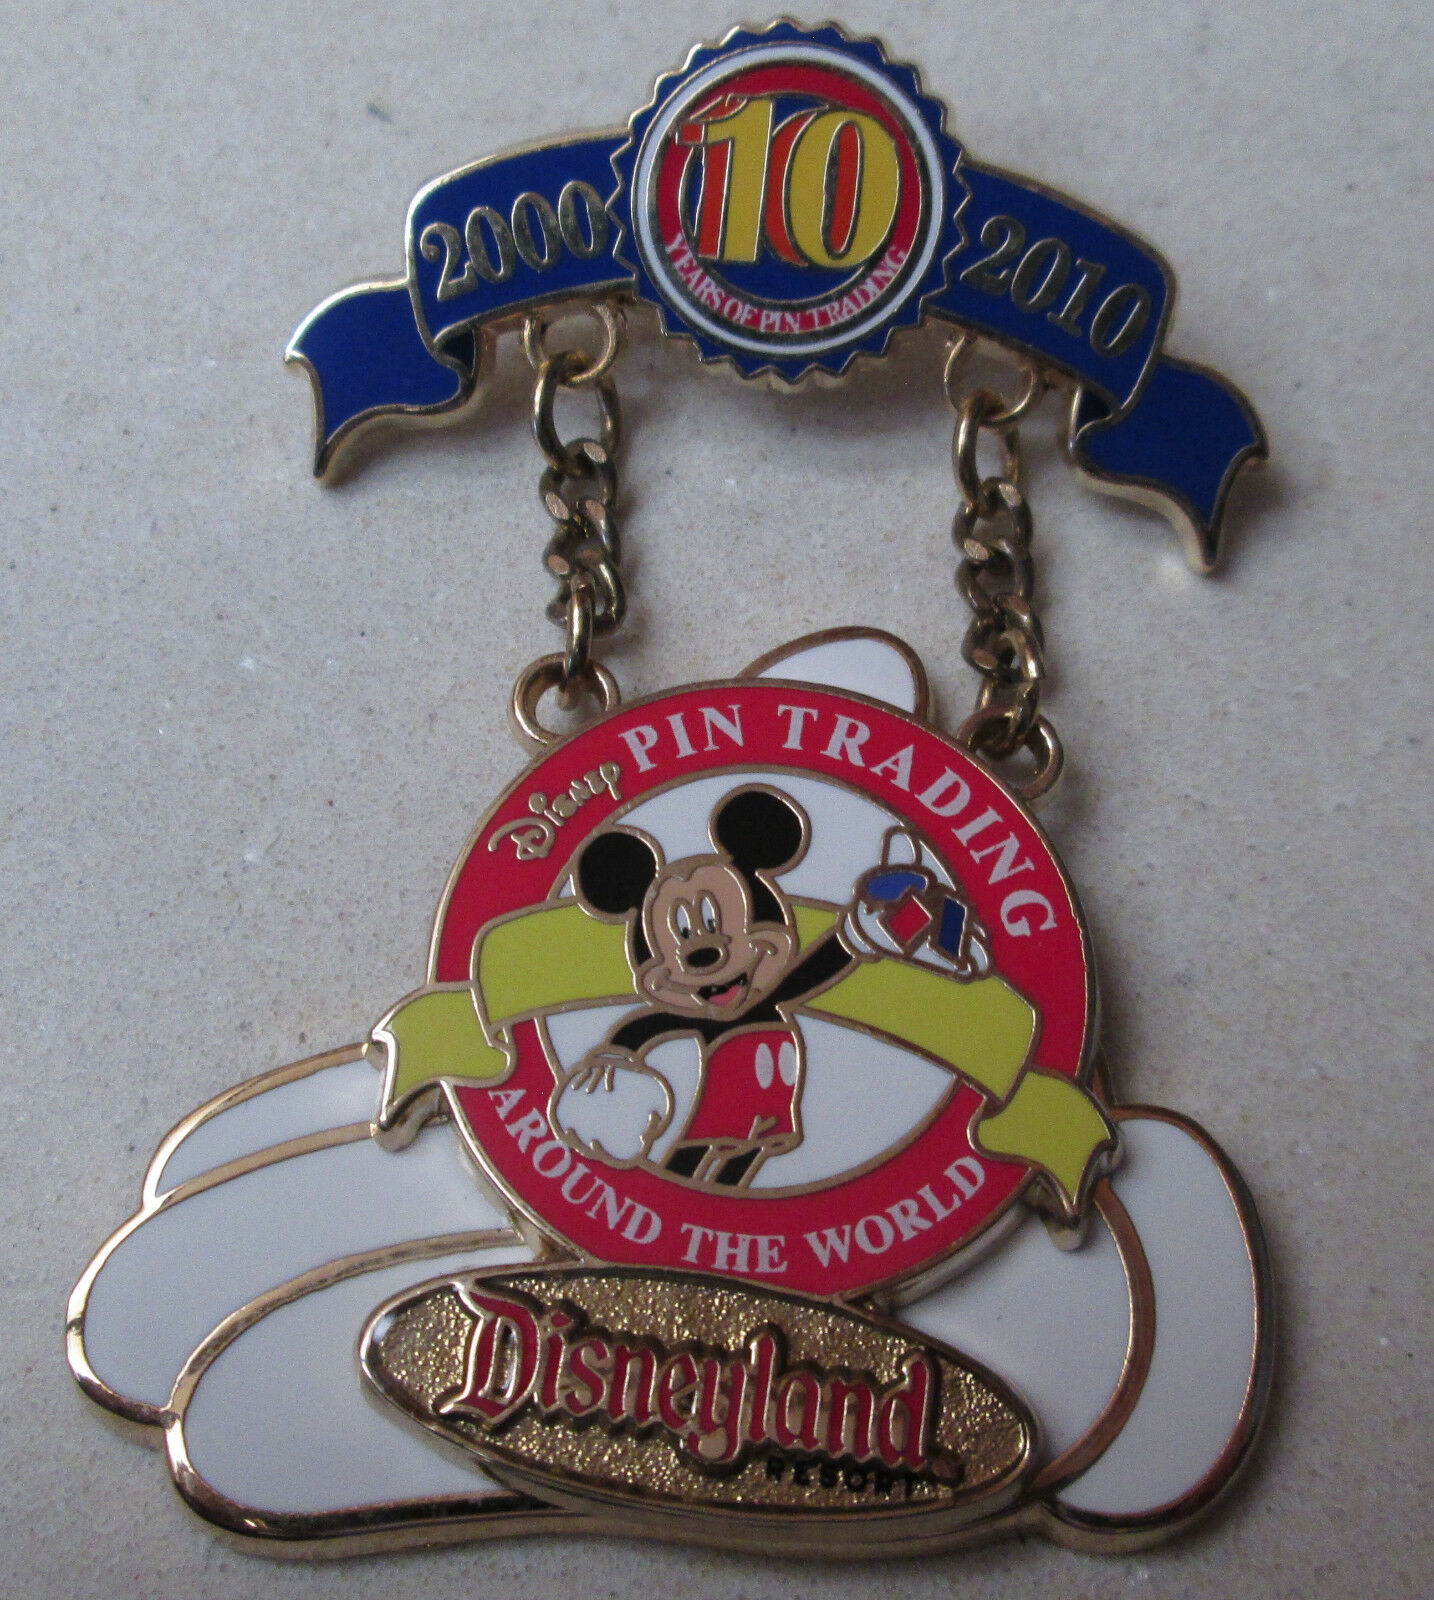 2000
10
2010
YEARS OF PIN TRADING
Disney PIN TRADING
AROUND THE WORLD
Disneyland
RESORT